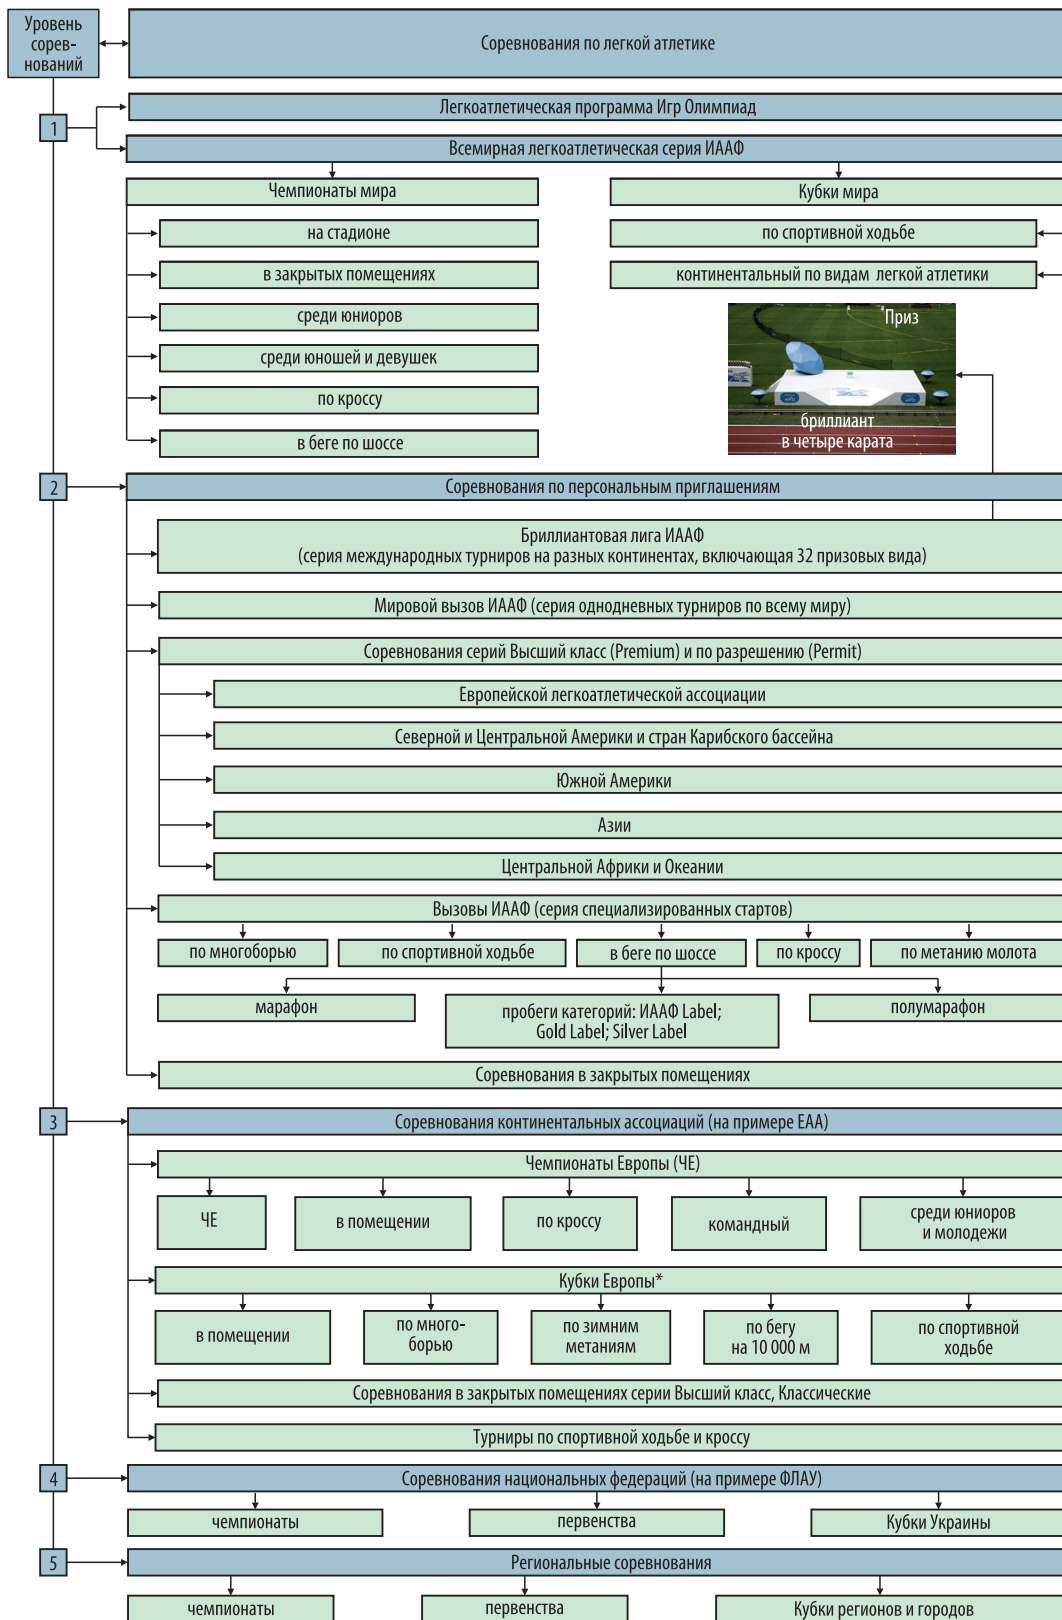 Уровень
сорев-
нований
Соревнования по легкой атлетике
1
Легкоатлетическая программа Игр Олимпиад
Всемирная легкоатлетическая серия ИААФ
Чемпионаты мира
Кубки мира
на стадионе
по спортивной ходьбе
в закрытых помещениях
континентальный по видам легкой атлетики
среди юниоров
среди юношей и девушек
по кроссу
в беге по шоссе
Приз
бриллиант
в четыре карата
2
Соревнования по персональным приглашениям
Бриллиантовая лига ИААФ
(серия международных турниров на разных континентах, включающая 32 призовых вида)
Мировой вызов ИААФ (серия однодневных турниров по всему миру)
Соревнования серий Высший класс (Premium) и по разрешению (Permit)
Европейской легкоатлетической ассоциации
Северной и Центральной Америки и стран Карибского бассейна
Южной Америки
Азии
Центральной Африки и Океании
Вызовы ИААФ (серия специализированных стартов)
по многоборью
по спортивной ходьбе
в беге по шоссе
по кроссу
по метанию молота
марафон
пробеги категорий: ИААФ Label;
Gold Label; Silver Label
полумарафон
Соревнования в закрытых помещениях
3
Соревнования континентальных ассоциаций (на примере ЕАА)
Чемпионаты Европы (ЧЕ)
ЧЕ
в помещении
по кроссу
командный
среди юниоров
и молодежи
Кубки Европы*
в помещении
по много-
борью
по зимним
метаниям
по бегу
на 10 000 м
по спортивной
ходьбе
Соревнования в закрытых помещениях серии Высший класс, Классические
Турниры по спортивной ходьбе и кроссу
4
Соревнования национальных федераций (на примере ФЛАУ)
чемпионаты
первенства
Кубки Украины
5
Региональные соревнования
чемпионаты
первенства
Кубки регионов и городов